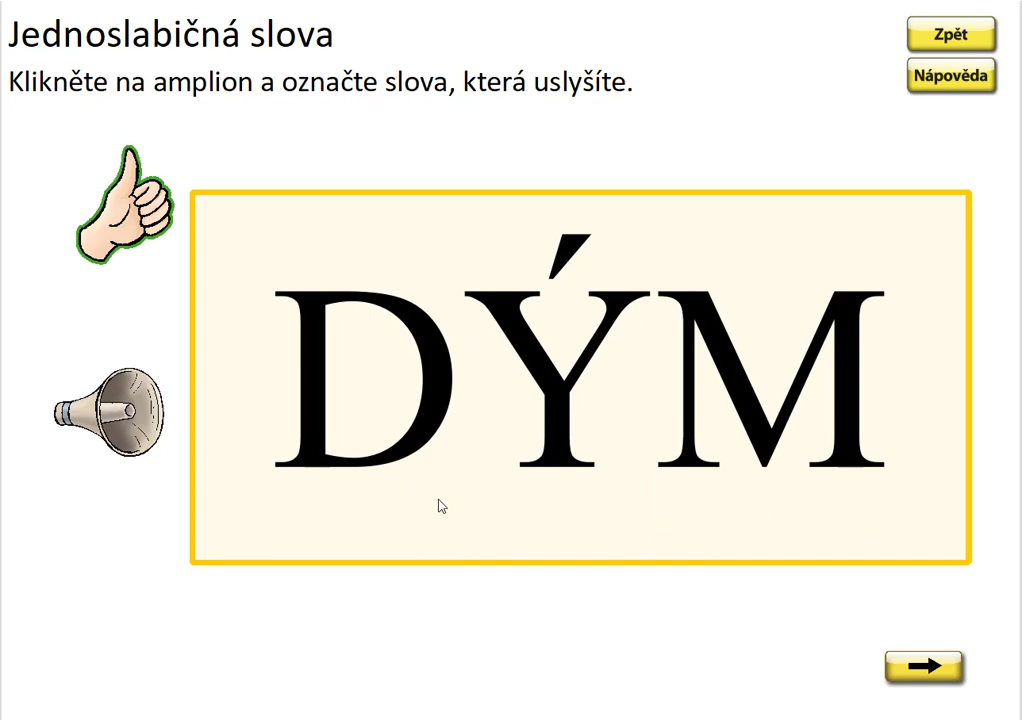 Jednoslabičná slova
Zpět
Klikněte na amplion a označte slova, která uslyšíte.
Nápověda
DÝM